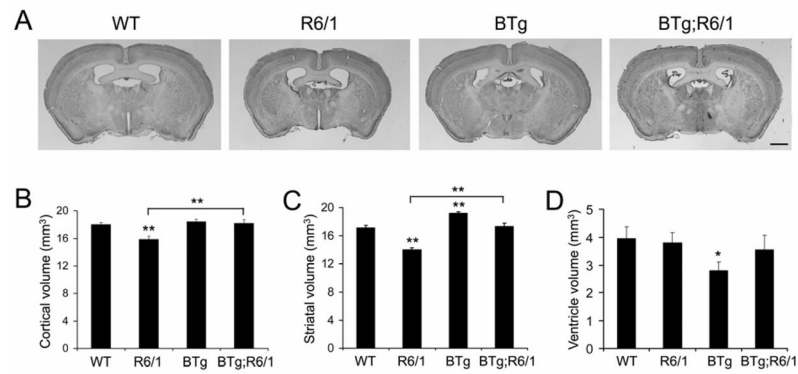 A
WT
R6/1
BTg
BTg;R6/1
B
Cortical volume (mm³)
20
16
12
8
4
0
**
**
WT
R6/1
BTg
BTg;R6/1
C
Striatal volume (mm³)
20
16
12
8
4
0
**
**
**
WT
R6/1
BTg
BTg;R6/1
D
Ventricle volume (mm³)
5
4
3
2
1
0
*
WT
R6/1
BTg
BTg;R6/1